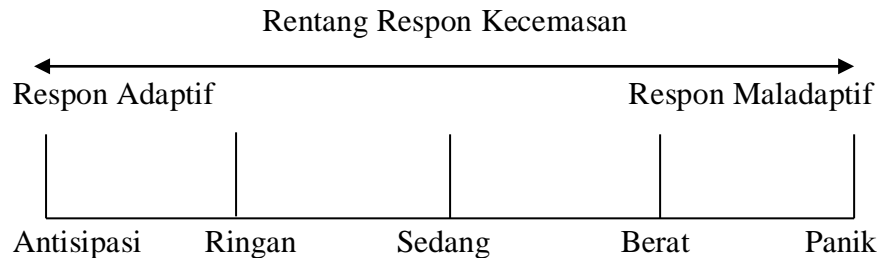 Rentang Respon Kecemasan
Respon Adaptif Respon Maladaptif
Antisipasi Ringan Sedang Berat Panik